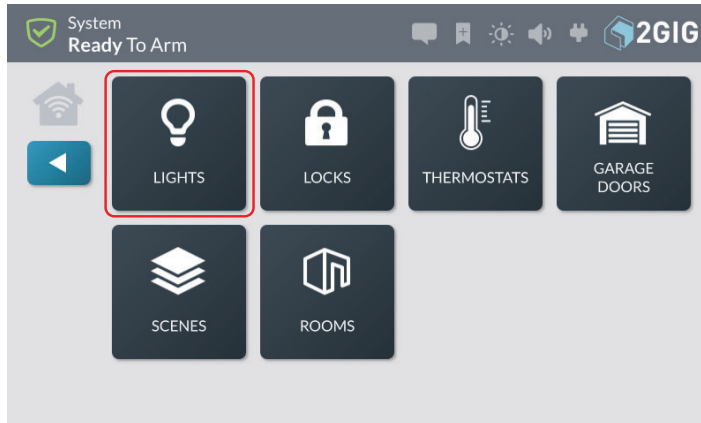 System
Ready To Arm
2GIG
LIGHTS
LOCKS
THERMOSTATS
GARAGE
DOORS
SCENES
ROOMS